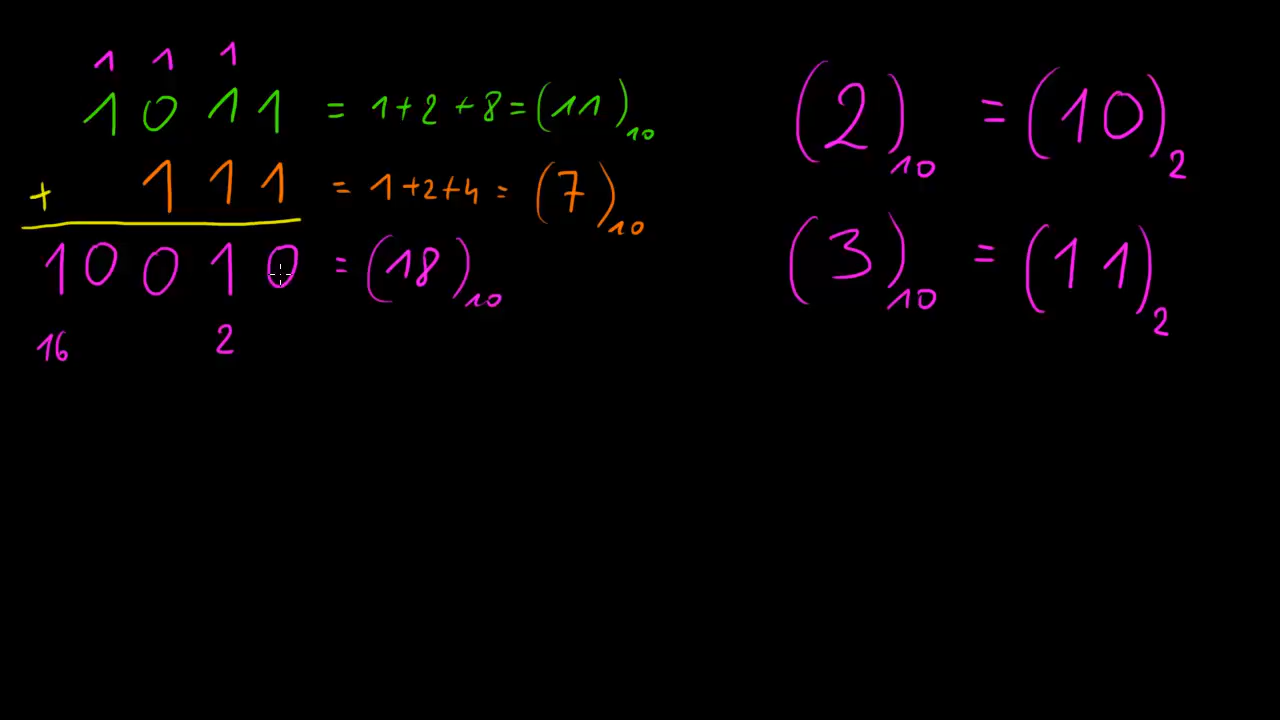 1 1 1
1 0 1 1 = 1+2+8=(11)10
+ 1 1 1 = 1+2+4=(7)10
1 0 0 1 0 = (18)10
16 2
(2)10 = (10)2
(3)10 = (11)2